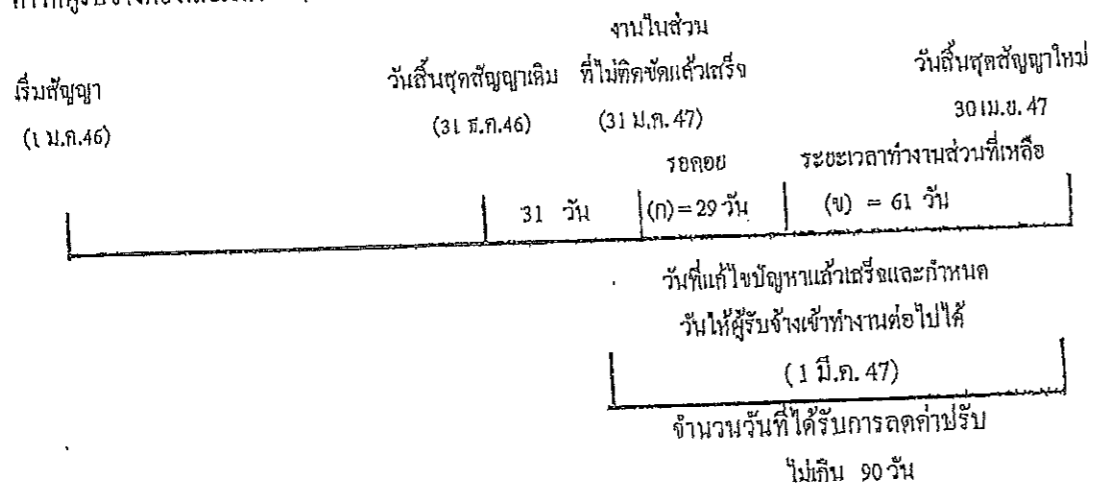 งานในส่วน
เริ่มสัญญา วันสิ้นสุดสัญญาเดิม ที่ไม่ติดขัดแล้วเสร็จ วันสิ้นสุดสัญญาใหม่
(1 ม.ค.46) (31 ธ.ค.46) (31 ม.ค. 47) 30 เม.ย. 47
รอคอย ระยะเวลาทำงานส่วนที่เหลือ
31 วัน (ก)=29 วัน (ข) = 61 วัน
วันที่แก้ไขปัญหาแล้วเสร็จและกำหนด
วันให้ผู้รับจ้างเข้าทำงานต่อไปได้
(1 มี.ค. 47)
จำนวนวันที่ได้รับการลดค่าปรับ
ไม่เกิน 90 วัน